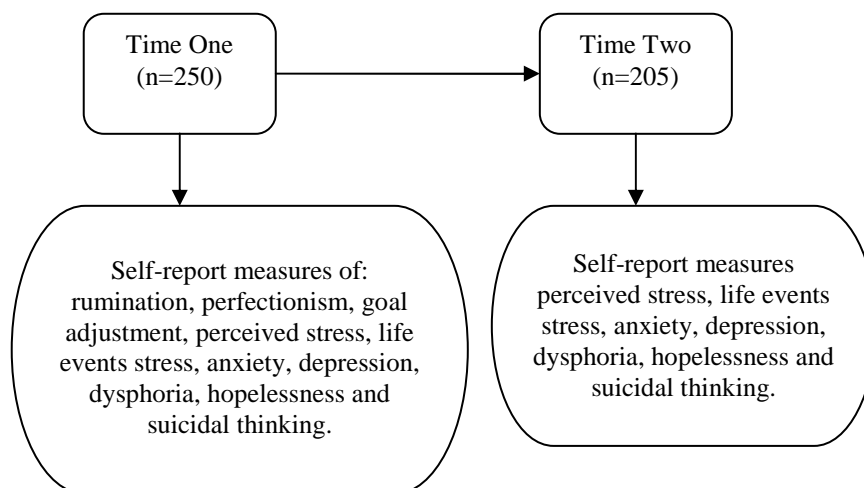 Time One
(n=250)
Time Two
(n=205)
Self-report measures of:
rumination, perfectionism, goal
adjustment, perceived stress, life
events stress, anxiety, depression,
dysphoria, hopelessness and
suicidal thinking.
Self-report measures
perceived stress, life events
stress, anxiety, depression,
dysphoria, hopelessness and
suicidal thinking.